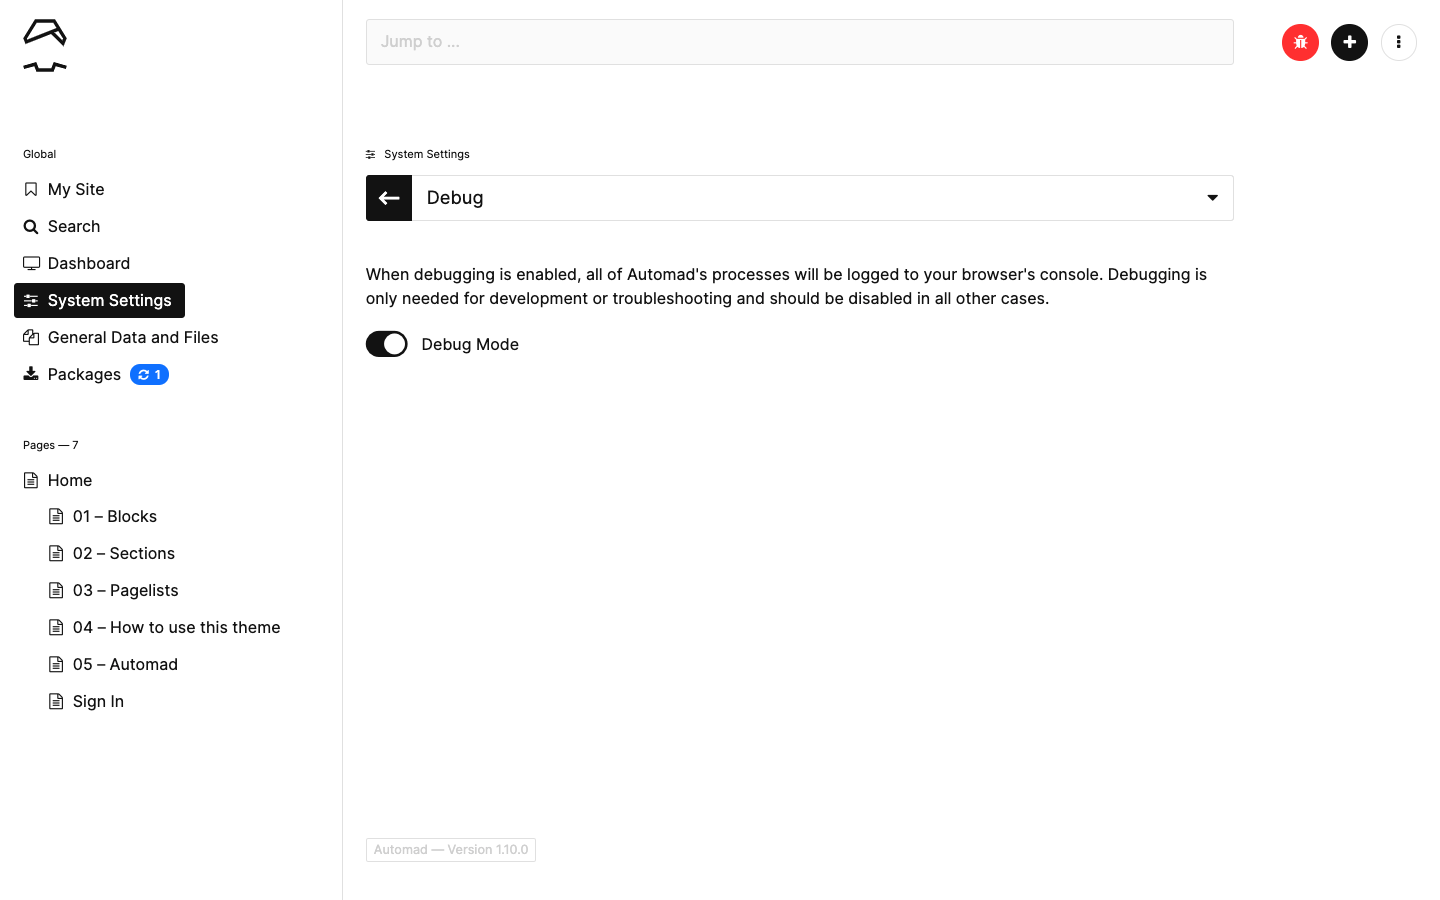 Jump to ...
Global
My Site
Search
Dashboard
System Settings
General Data and Files
Packages 1
Pages — 7
Home
01 – Blocks
02 – Sections
03 – Pagelists
04 – How to use this theme
05 – Automad
Sign In
System Settings
Debug
When debugging is enabled, all of Automad's processes will be logged to your browser's console. Debugging is
only needed for development or troubleshooting and should be disabled in all other cases.
Debug Mode
Automad — Version 1.10.0